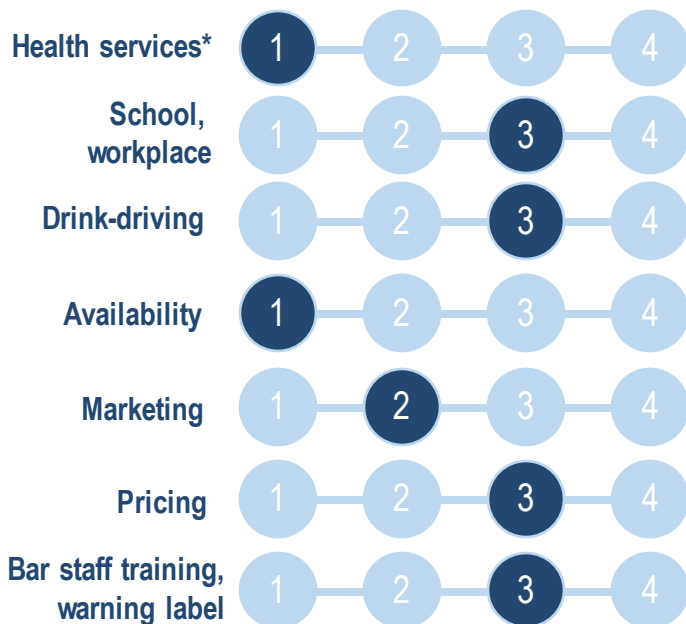 Health services* 1 2 3 4
School,
workplace 1 2 3 4
Drink-driving 1 2 3 4
Availability 1 2 3 4
Marketing 1 2 3 4
Pricing 1 2 3 4
Bar staff training,
warning label 1 2 3 4